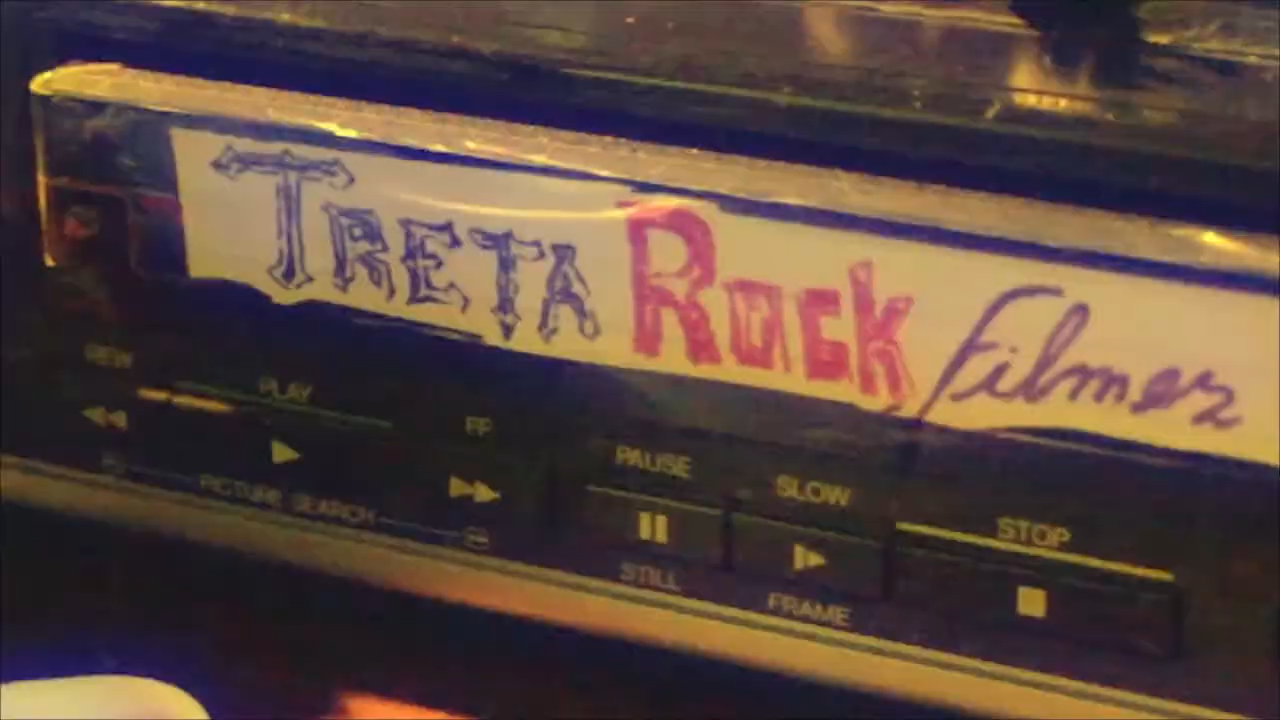 TRETA Rock Filmes
REW PLAY FF PAUSE SLOW STOP
PICTURE SEARCH STILL FRAME